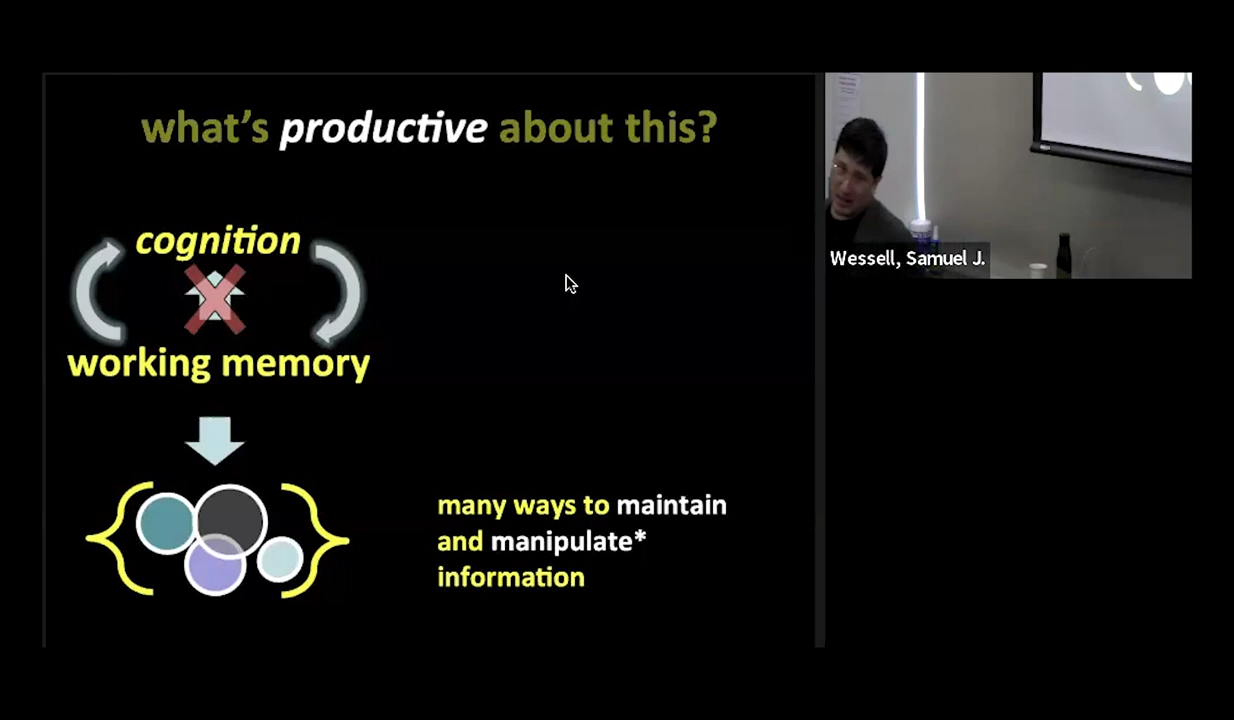 what's productive about this?
cognition
working memory
many ways to maintain
and manipulate*
information
Wessell, Samuel J.